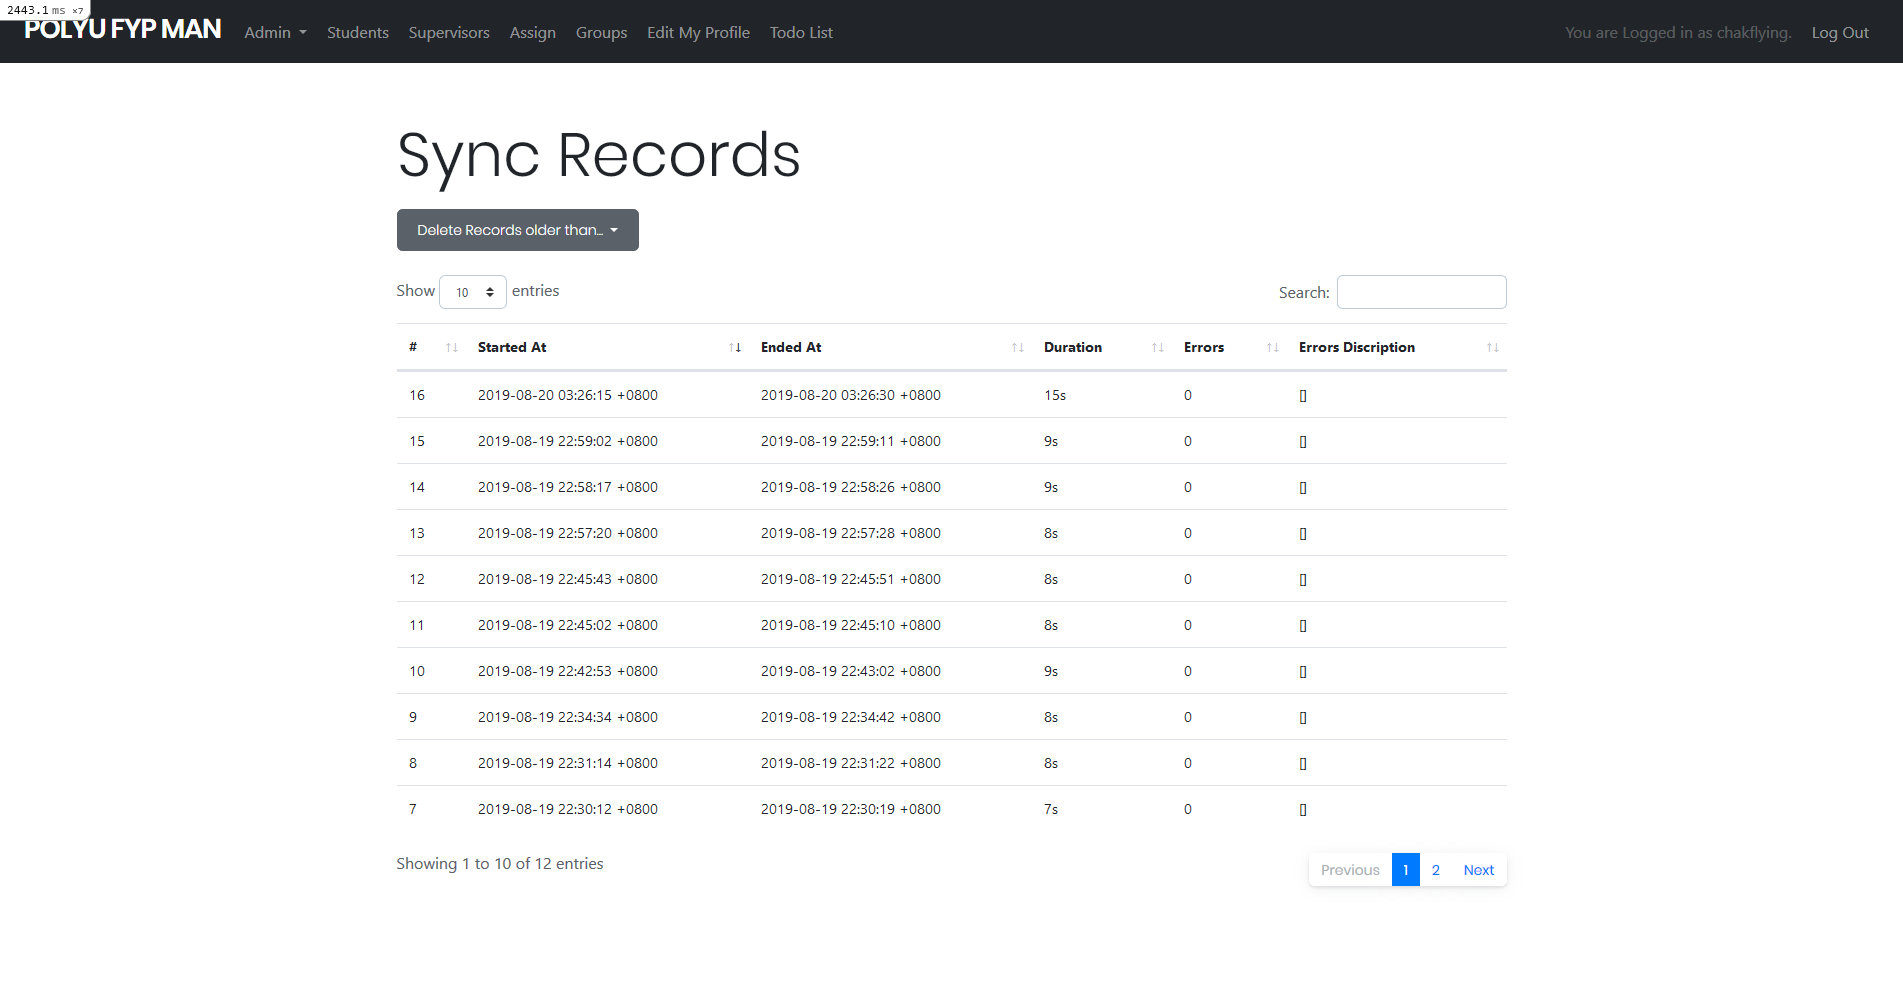 2443.1 ms ×7
POLYU FYP MAN Admin Students Supervisors Assign Groups Edit My Profile Todo List You are Logged in as chakflying. Log Out
Sync Records
Delete Records older than...
Show 10 entries Search:
# Started At Ended At Duration Errors Errors Discription
16 2019-08-20 03:26:15 +0800 2019-08-20 03:26:30 +0800 15s 0 []
15 2019-08-19 22:59:02 +0800 2019-08-19 22:59:11 +0800 9s 0 []
14 2019-08-19 22:58:17 +0800 2019-08-19 22:58:26 +0800 9s 0 []
13 2019-08-19 22:57:20 +0800 2019-08-19 22:57:28 +0800 8s 0 []
12 2019-08-19 22:45:43 +0800 2019-08-19 22:45:51 +0800 8s 0 []
11 2019-08-19 22:45:02 +0800 2019-08-19 22:45:10 +0800 8s 0 []
10 2019-08-19 22:42:53 +0800 2019-08-19 22:43:02 +0800 9s 0 []
9 2019-08-19 22:34:34 +0800 2019-08-19 22:34:42 +0800 8s 0 []
8 2019-08-19 22:31:14 +0800 2019-08-19 22:31:22 +0800 8s 0 []
7 2019-08-19 22:30:12 +0800 2019-08-19 22:30:19 +0800 7s 0 []
Showing 1 to 10 of 12 entries Previous 1 2 Next